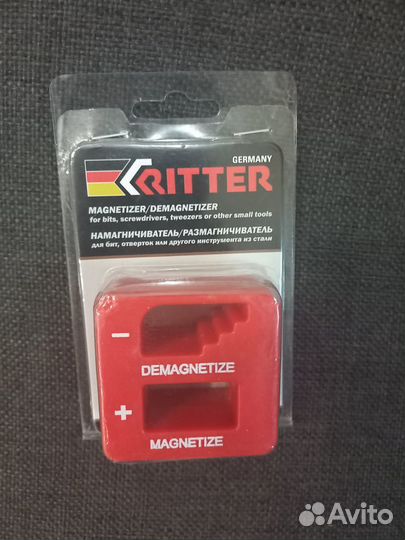 GERMANY
RITTER
MAGNETIZER/DEMAGNETIZER
for bits, screwdrivers, tweezers or other small tools
НАМАГНИЧИВАТЕЛЬ/РАЗМАГНИЧИВАТЕЛЬ
для бит, отверток или другого инструмента из стали
−
DEMAGNETIZE
+
MAGNETIZE
Avito